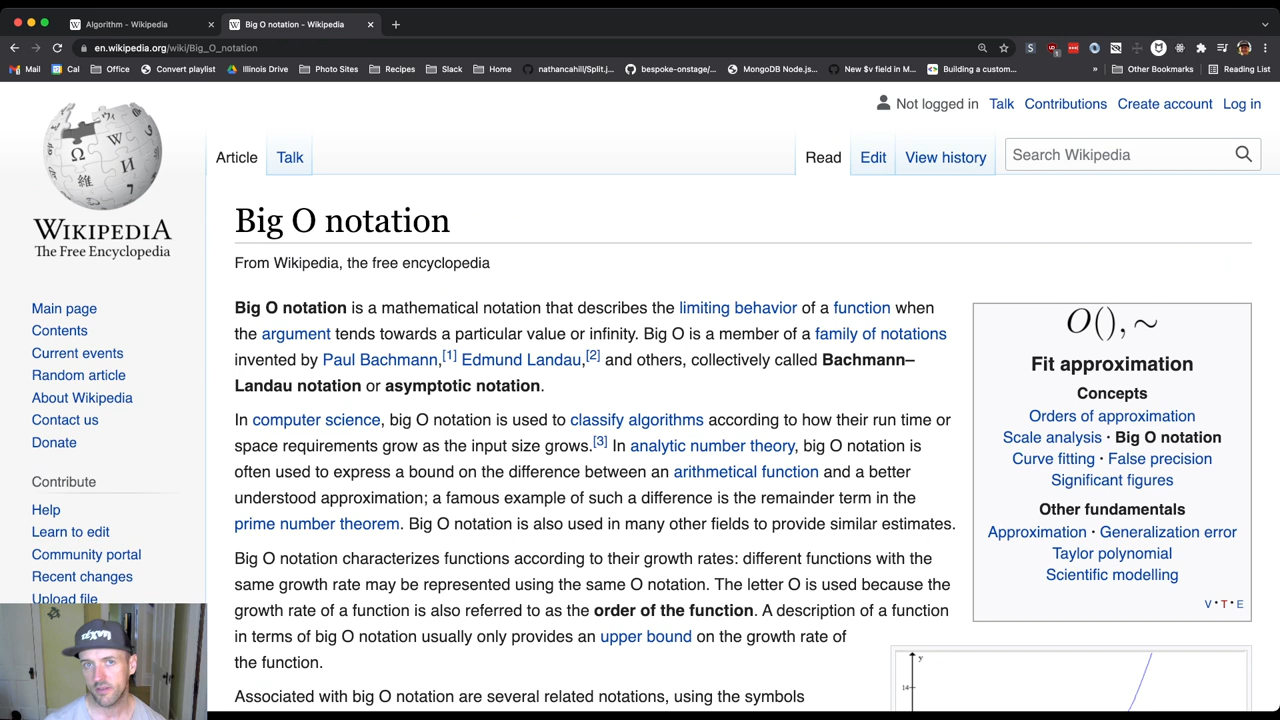 Algorithm - Wikipedia
Big O notation - Wikipedia
en.wikipedia.org/wiki/Big_O_notation
Mail
Cal
Office
Convert playlist
Illinois Drive
Photo Sites
Recipes
Slack
Home
nathancahill/Split.j...
bespoke-onstage/...
MongoDB Node.js...
New $v field in M...
Building a custom...
»
Other Bookmarks
Reading List
Not logged in Talk Contributions Create account Log in
Article Talk
Read Edit View history
Search Wikipedia
WIKIPEDIA
The Free Encyclopedia
Main page
Contents
Current events
Random article
About Wikipedia
Contact us
Donate
Contribute
Help
Learn to edit
Community portal
Recent changes
Upload file
Big O notation
From Wikipedia, the free encyclopedia
Big O notation is a mathematical notation that describes the limiting behavior of a function when
the argument tends towards a particular value or infinity. Big O is a member of a family of notations
invented by Paul Bachmann,[1] Edmund Landau,[2] and others, collectively called Bachmann–
Landau notation or asymptotic notation.
In computer science, big O notation is used to classify algorithms according to how their run time or
space requirements grow as the input size grows.[3] In analytic number theory, big O notation is
often used to express a bound on the difference between an arithmetical function and a better
understood approximation; a famous example of such a difference is the remainder term in the
prime number theorem. Big O notation is also used in many other fields to provide similar estimates.
Big O notation characterizes functions according to their growth rates: different functions with the
same growth rate may be represented using the same O notation. The letter O is used because the
growth rate of a function is also referred to as the order of the function. A description of a function
in terms of big O notation usually only provides an upper bound on the growth rate of
the function.
Associated with big O notation are several related notations, using the symbols
O(), ~
Fit approximation
Concepts
Orders of approximation
Scale analysis · Big O notation
Curve fitting · False precision
Significant figures
Other fundamentals
Approximation · Generalization error
Taylor polynomial
Scientific modelling
V · T · E
y
14